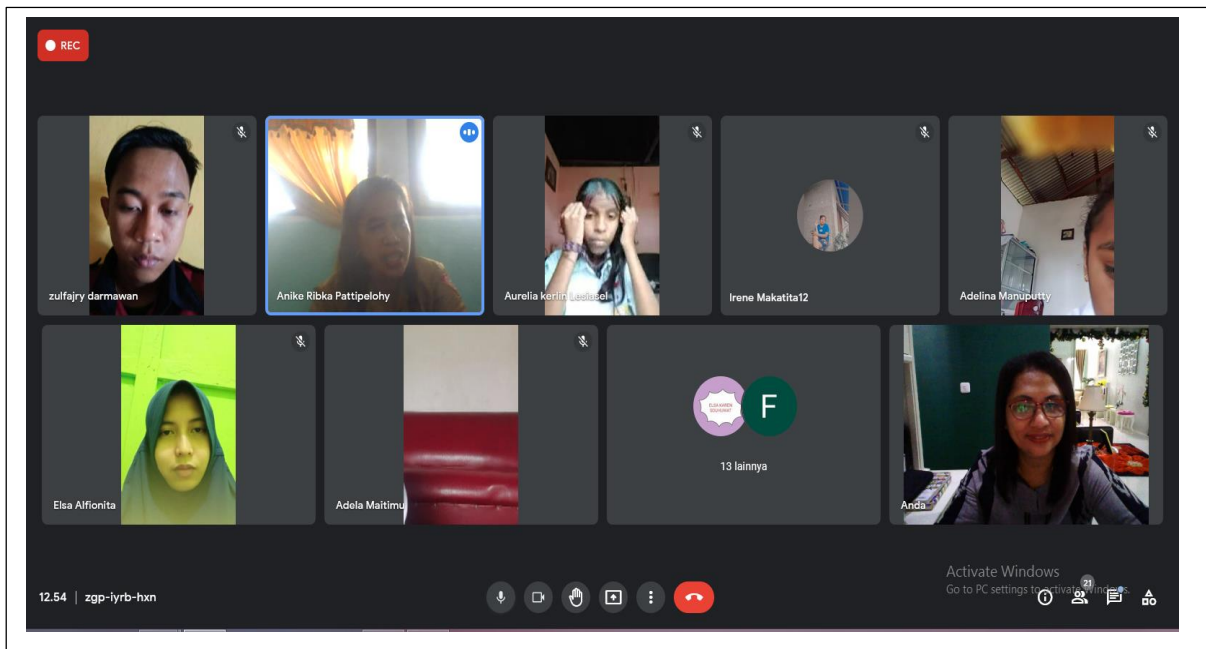 REC
zulfajry darmawan
Anike Ribka Pattipelohy
Aurelia kerlin Lesiasel
Irene Makatita12
Adelina Manuputty
Elsa Alfionita
Adela Maitimu
F
13 lainnya
Anda
Activate Windows
Go to PC settings to activate Windows.
12.54 | zgp-iyrb-hxn
21